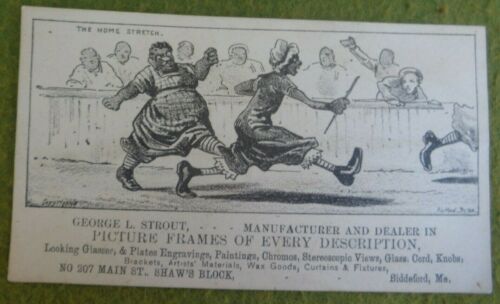 THE HOME STRETCH.
GEORGE L. STROUT, - - - MANUFACTURER AND DEALER IN
PICTURE FRAMES OF EVERY DESCRIPTION,
Looking Glasses, & Plates Engravings, Paintings, Chromos, Stereoscopic Views, Glass, Cord, Knobs,
Brackets, Artists' Materials, Wax Goods, Curtains & Fixtures,
NO 207 MAIN ST., SHAW'S BLOCK, Biddeford, Me,